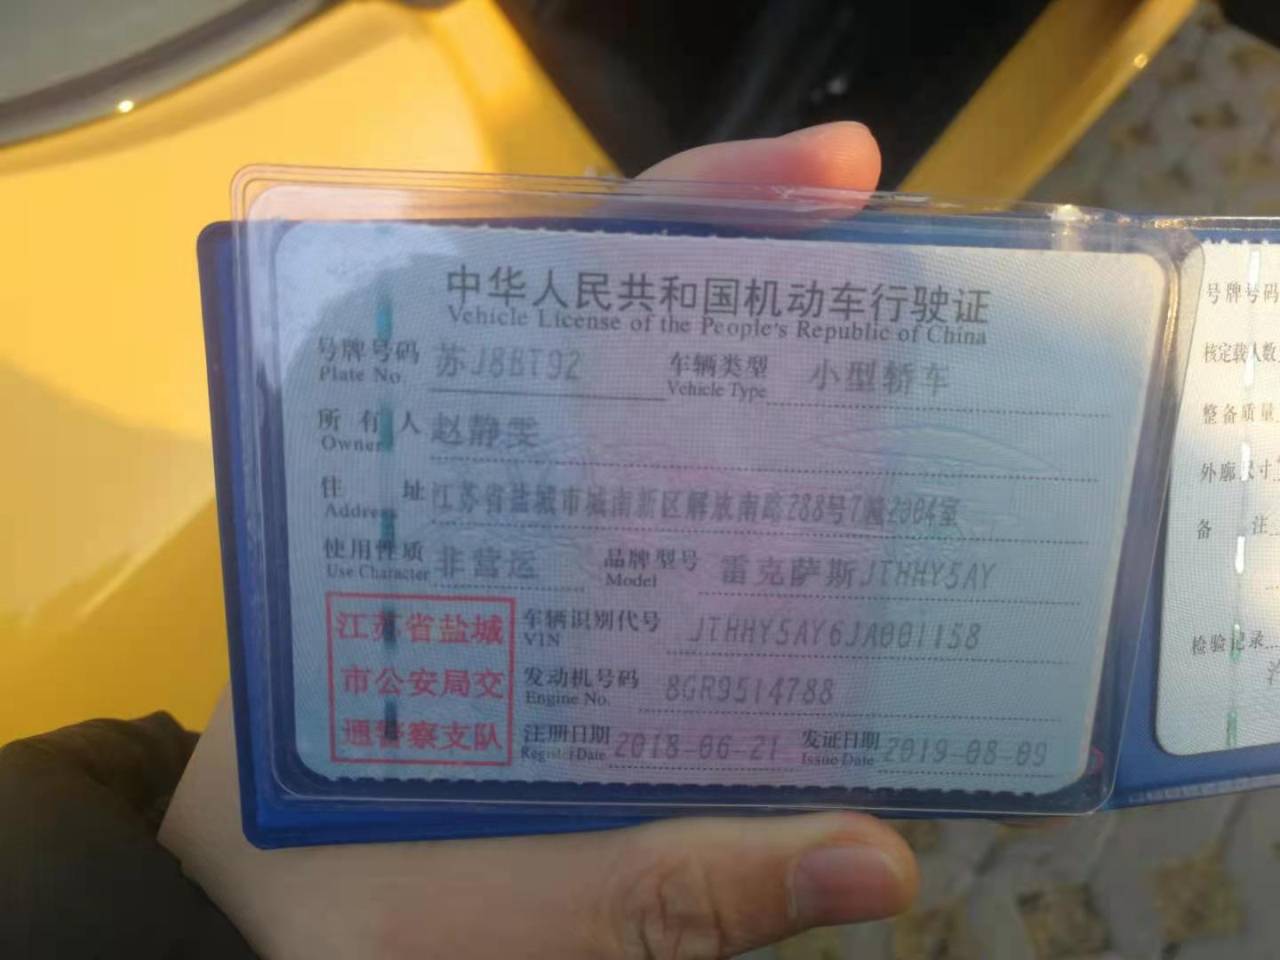 中华人民共和国机动车行驶证
Vehicle License of the People's Republic of China
号牌号码 苏J8BT92 车辆类型 小型轿车
Plate No. Vehicle Type
所有人 赵静雯
Owner
住址 江苏省盐城市城南新区解放南路288号7幢2004室
Address
使用性质 非营运 品牌型号 雷克萨斯JTHHY5AY
Use Character Model
江苏省盐城
市公安局交
通警察支队
车辆识别代号 JTHHY5AY6JA001158
VIN
发动机号码 8GR9514788
Engine No.
注册日期 2018-06-21 发证日期 2019-08-09
Register Date Issue Date
号牌号码
核定载人数
整备质量
外廓尺寸
备注
检验记录